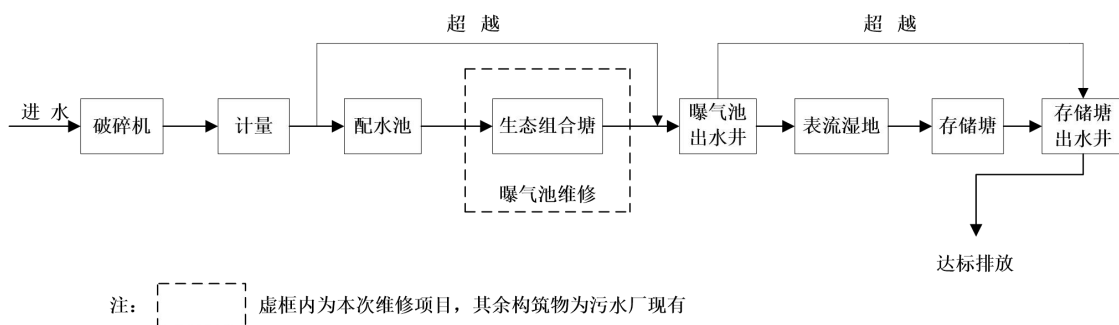 超 越
超 越
进 水
破碎机
计量
配水池
生态组合塘
曝气池
出水井
表流湿地
存储塘
存储塘
出水井
曝气池维修
达标排放
注：
虚框内为本次维修项目，其余构筑物为污水厂现有